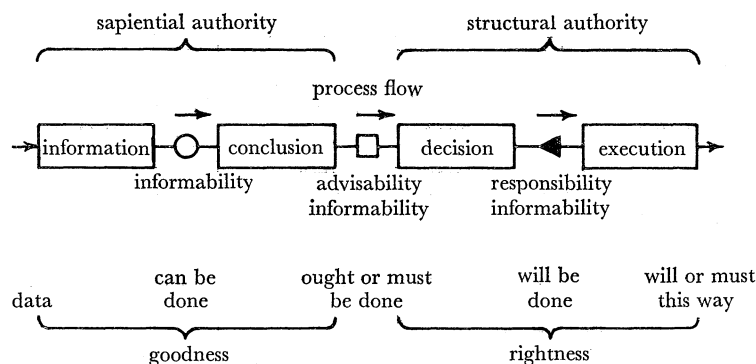 sapiential authority
structural authority
process flow
information
conclusion
decision
execution
informability
advisability
informability
responsibility
informability
data
can be
done
ought or must
be done
will be
done
will or must
this way
goodness
rightness